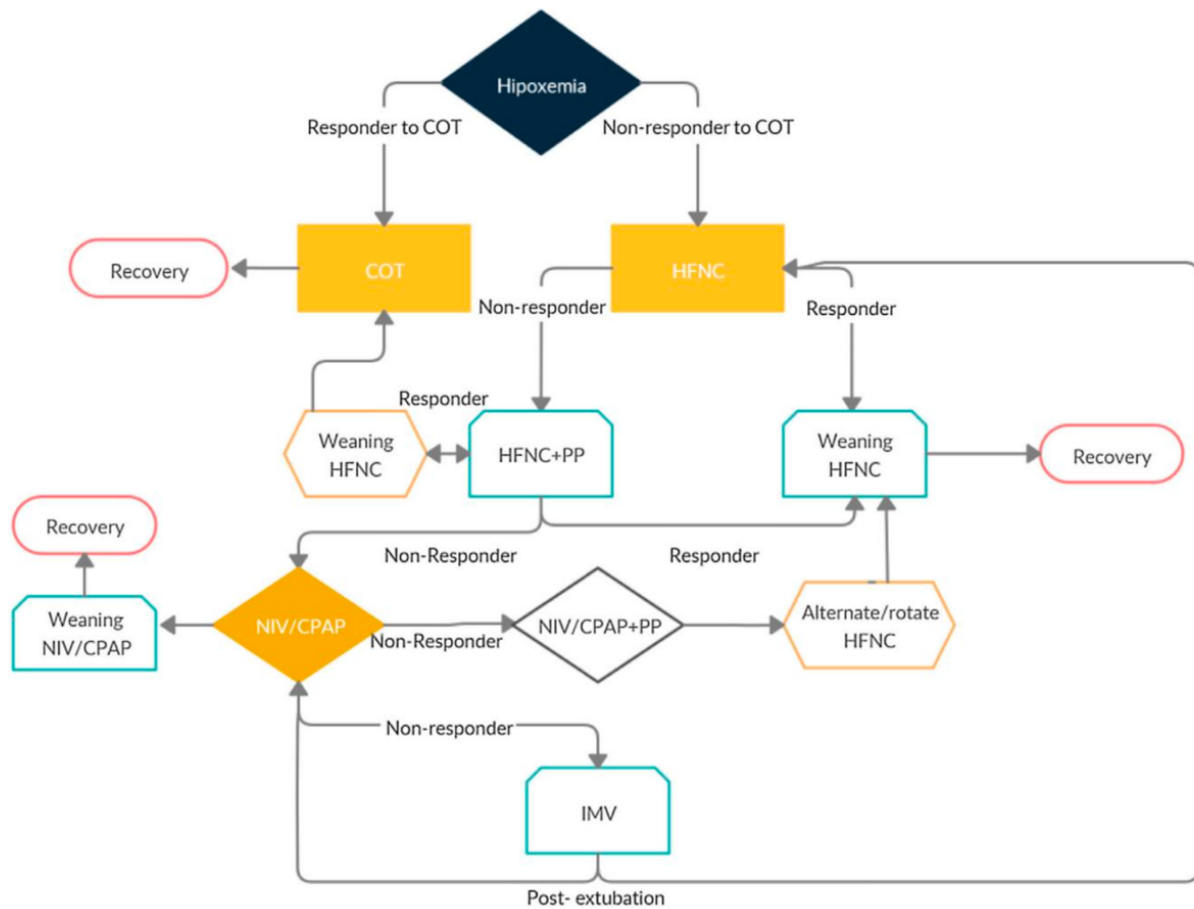 Hipoxemia
Responder to COT
Non-responder to COT
Recovery
COT
HFNC
Non-responder
Responder
Responder
Weaning
HFNC
HFNC+PP
Weaning
HFNC
Recovery
Recovery
Non-Responder
Responder
Weaning
NIV/CPAP
NIV/CPAP
Non-Responder
NIV/CPAP+PP
Alternate/rotate
HFNC
Non-responder
IMV
Post- extubation